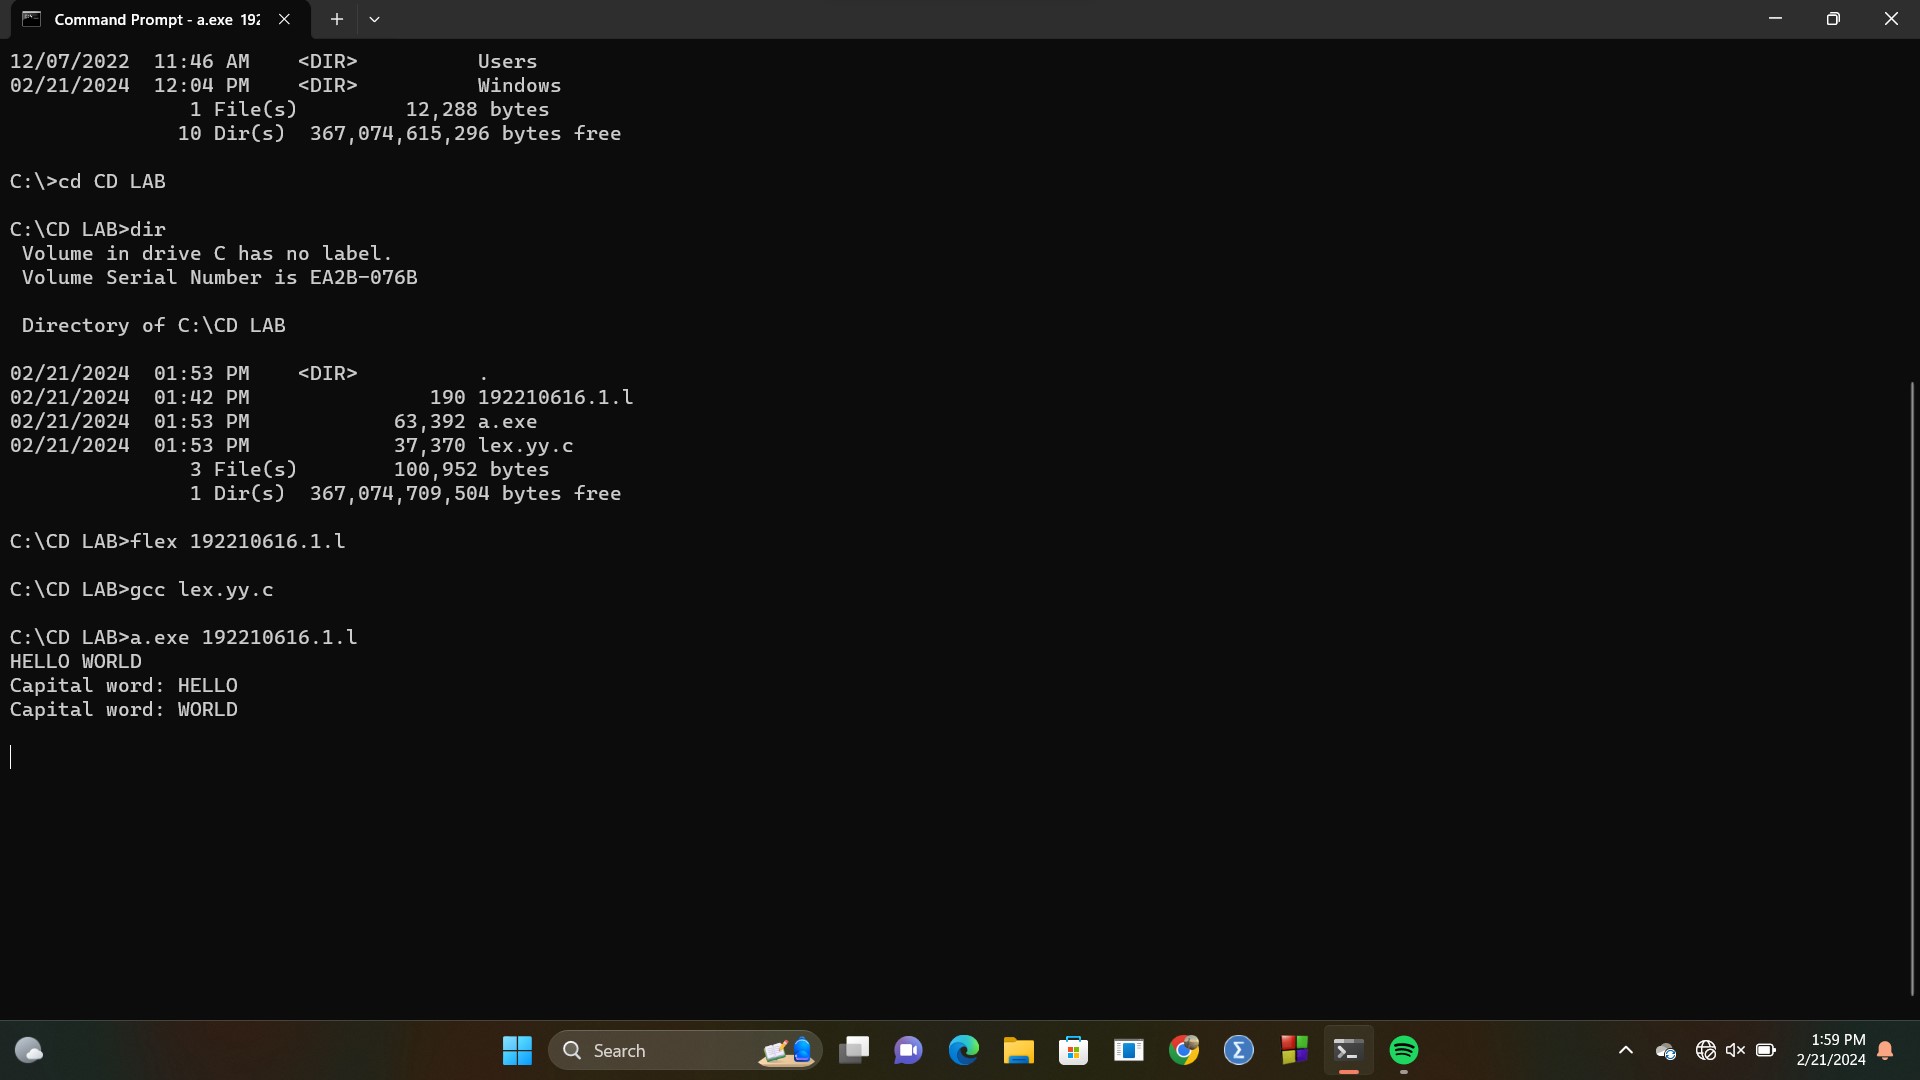 Command Prompt - a.exe 192
12/07/2022  11:46 AM    <DIR>          Users
02/21/2024  12:04 PM    <DIR>          Windows
               1 File(s)         12,288 bytes
              10 Dir(s)  367,074,615,296 bytes free
C:\>cd CD LAB
C:\CD LAB>dir
 Volume in drive C has no label.
 Volume Serial Number is EA2B-076B
 Directory of C:\CD LAB
02/21/2024  01:53 PM    <DIR>          .
02/21/2024  01:42 PM               190 192210616.1.l
02/21/2024  01:53 PM            63,392 a.exe
02/21/2024  01:53 PM            37,370 lex.yy.c
               3 File(s)        100,952 bytes
               1 Dir(s)  367,074,709,504 bytes free
C:\CD LAB>flex 192210616.1.l
C:\CD LAB>gcc lex.yy.c
C:\CD LAB>a.exe 192210616.1.l
HELLO WORLD
Capital word: HELLO
Capital word: WORLD
Search
1:59 PM
2/21/2024